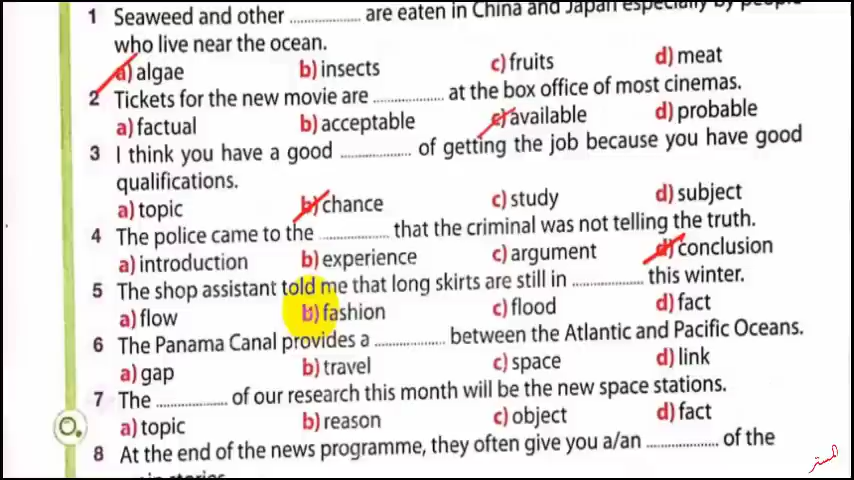 1 Seaweed and other ............... are eaten in China and Japan especially by people
who live near the ocean.
a) algae b) insects c) fruits d) meat
2 Tickets for the new movie are ............... at the box office of most cinemas.
a) factual b) acceptable c) available d) probable
3 I think you have a good ............... of getting the job because you have good
qualifications.
a) topic b) chance c) study d) subject
4 The police came to the ............... that the criminal was not telling the truth.
a) introduction b) experience c) argument d) conclusion
5 The shop assistant told me that long skirts are still in ............... this winter.
a) flow b) fashion c) flood d) fact
6 The Panama Canal provides a ............... between the Atlantic and Pacific Oceans.
a) gap b) travel c) space d) link
7 The ............... of our research this month will be the new space stations.
a) topic b) reason c) object d) fact
8 At the end of the news programme, they often give you a/an ............... of the
stories.
المستر